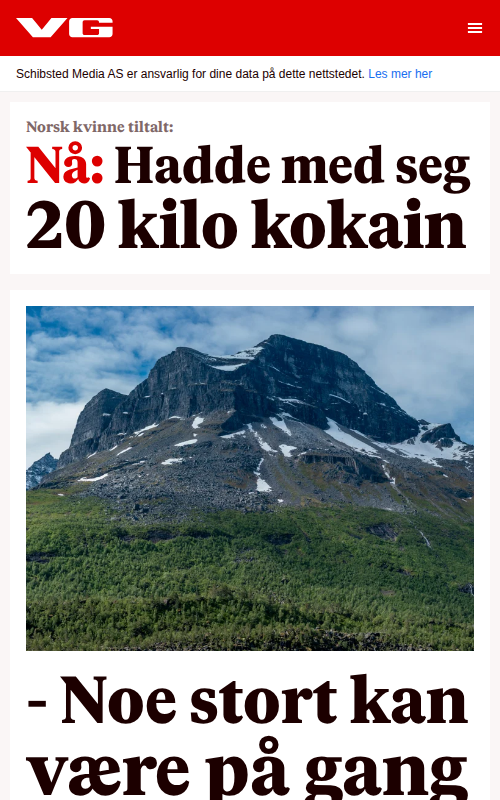 VG
Schibsted Media AS er ansvarlig for dine data på dette nettstedet. Les mer her
Norsk kvinne tiltalt:
Nå: Hadde med seg
20 kilo kokain
- Noe stort kan
være på gang